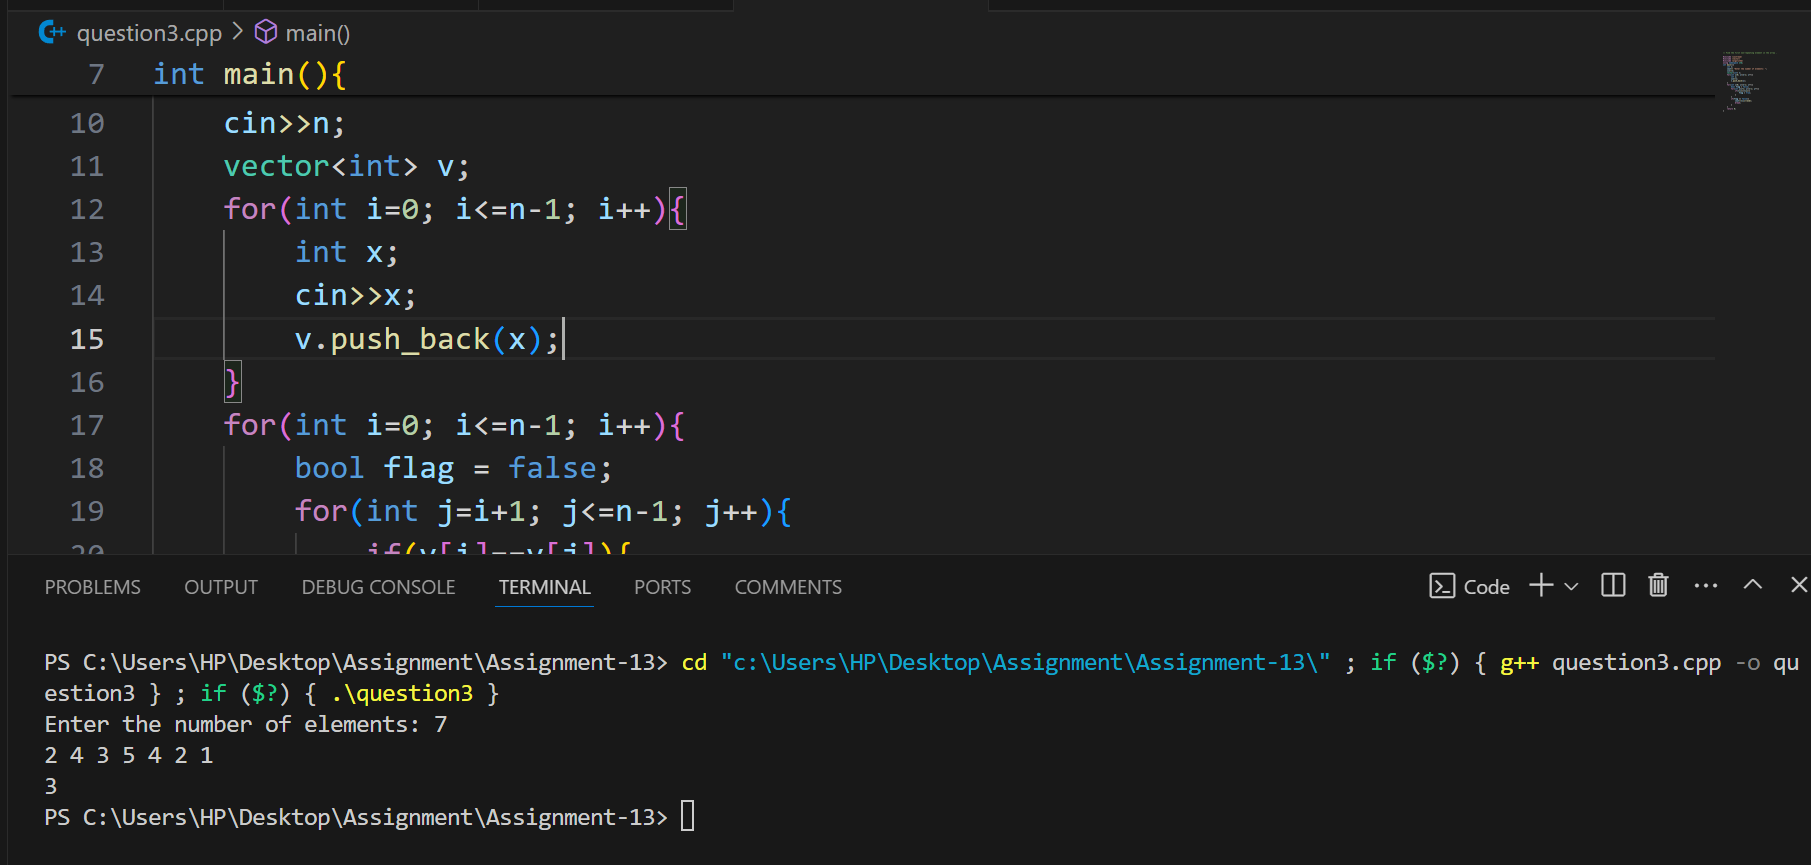 question3.cpp > main()
7 int main(){
10 cin>>n;
11 vector<int> v;
12 for(int i=0; i<=n-1; i++){
13 int x;
14 cin>>x;
15 v.push_back(x);
16 }
17 for(int i=0; i<=n-1; i++){
18 bool flag = false;
19 for(int j=i+1; j<=n-1; j++){
PROBLEMS OUTPUT DEBUG CONSOLE TERMINAL PORTS COMMENTS Code
PS C:\Users\HP\Desktop\Assignment\Assignment-13> cd "c:\Users\HP\Desktop\Assignment\Assignment-13\" ; if ($?) { g++ question3.cpp -o qu
estion3 } ; if ($?) { .\question3 }
Enter the number of elements: 7
2 4 3 5 4 2 1
3
PS C:\Users\HP\Desktop\Assignment\Assignment-13>